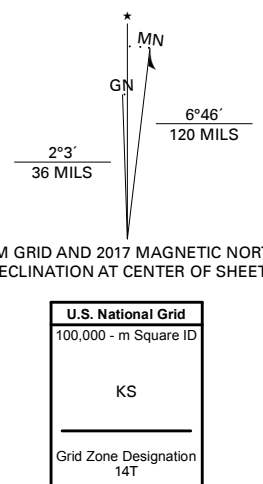 ★
MN
GN
6°46´
120 MILS
2°3´
36 MILS
M GRID AND 2017 MAGNETIC NORT
ECLINATION AT CENTER OF SHEET
U.S. National Grid
100,000 - m Square ID
KS
Grid Zone Designation
14T